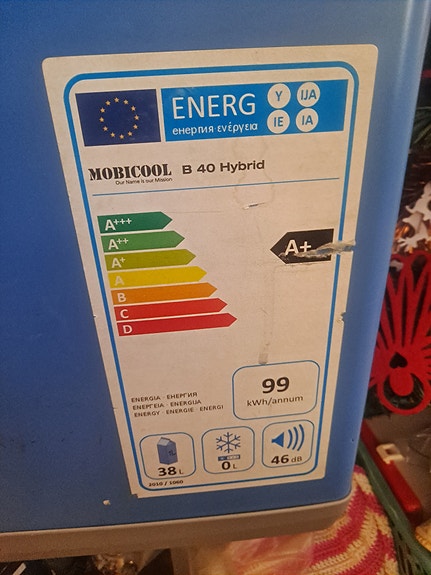 ENERG
енергия ενέργεια
Y IJA
IE IA
MOBICOOL B 40 Hybrid
Our Name is our Mission
A+++
A++
A+
A
B
C
D
A+
ENERGIA · ЕНЕРГИЯ
ΕΝΕΡΓΕΙΑ · ENERGIJA
ENERGY · ENERGIE · ENERGI
99
kWh/annum
38 L
0 L
46 dB
2010 / 1060